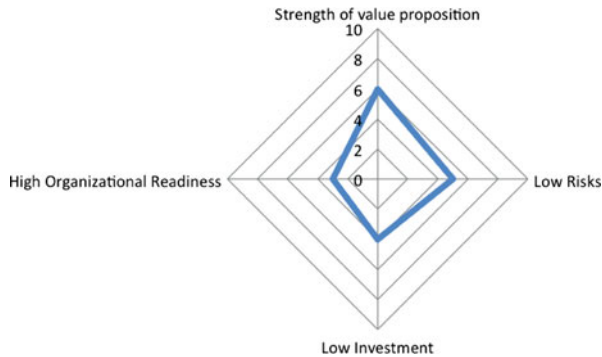 Strength of value proposition
10
8
6
4
2
0
High Organizational Readiness
Low Risks
Low Investment